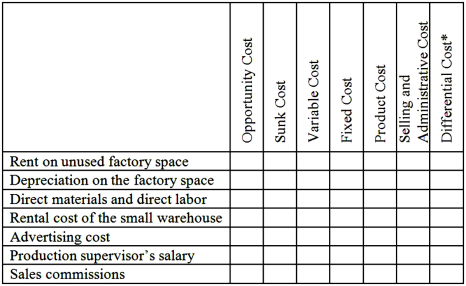 Opportunity Cost
Sunk Cost
Variable Cost
Fixed Cost
Product Cost
Selling and
Administrative Cost
Differential Cost*
Rent on unused factory space
Depreciation on the factory space
Direct materials and direct labor
Rental cost of the small warehouse
Advertising cost
Production supervisor's salary
Sales commissions